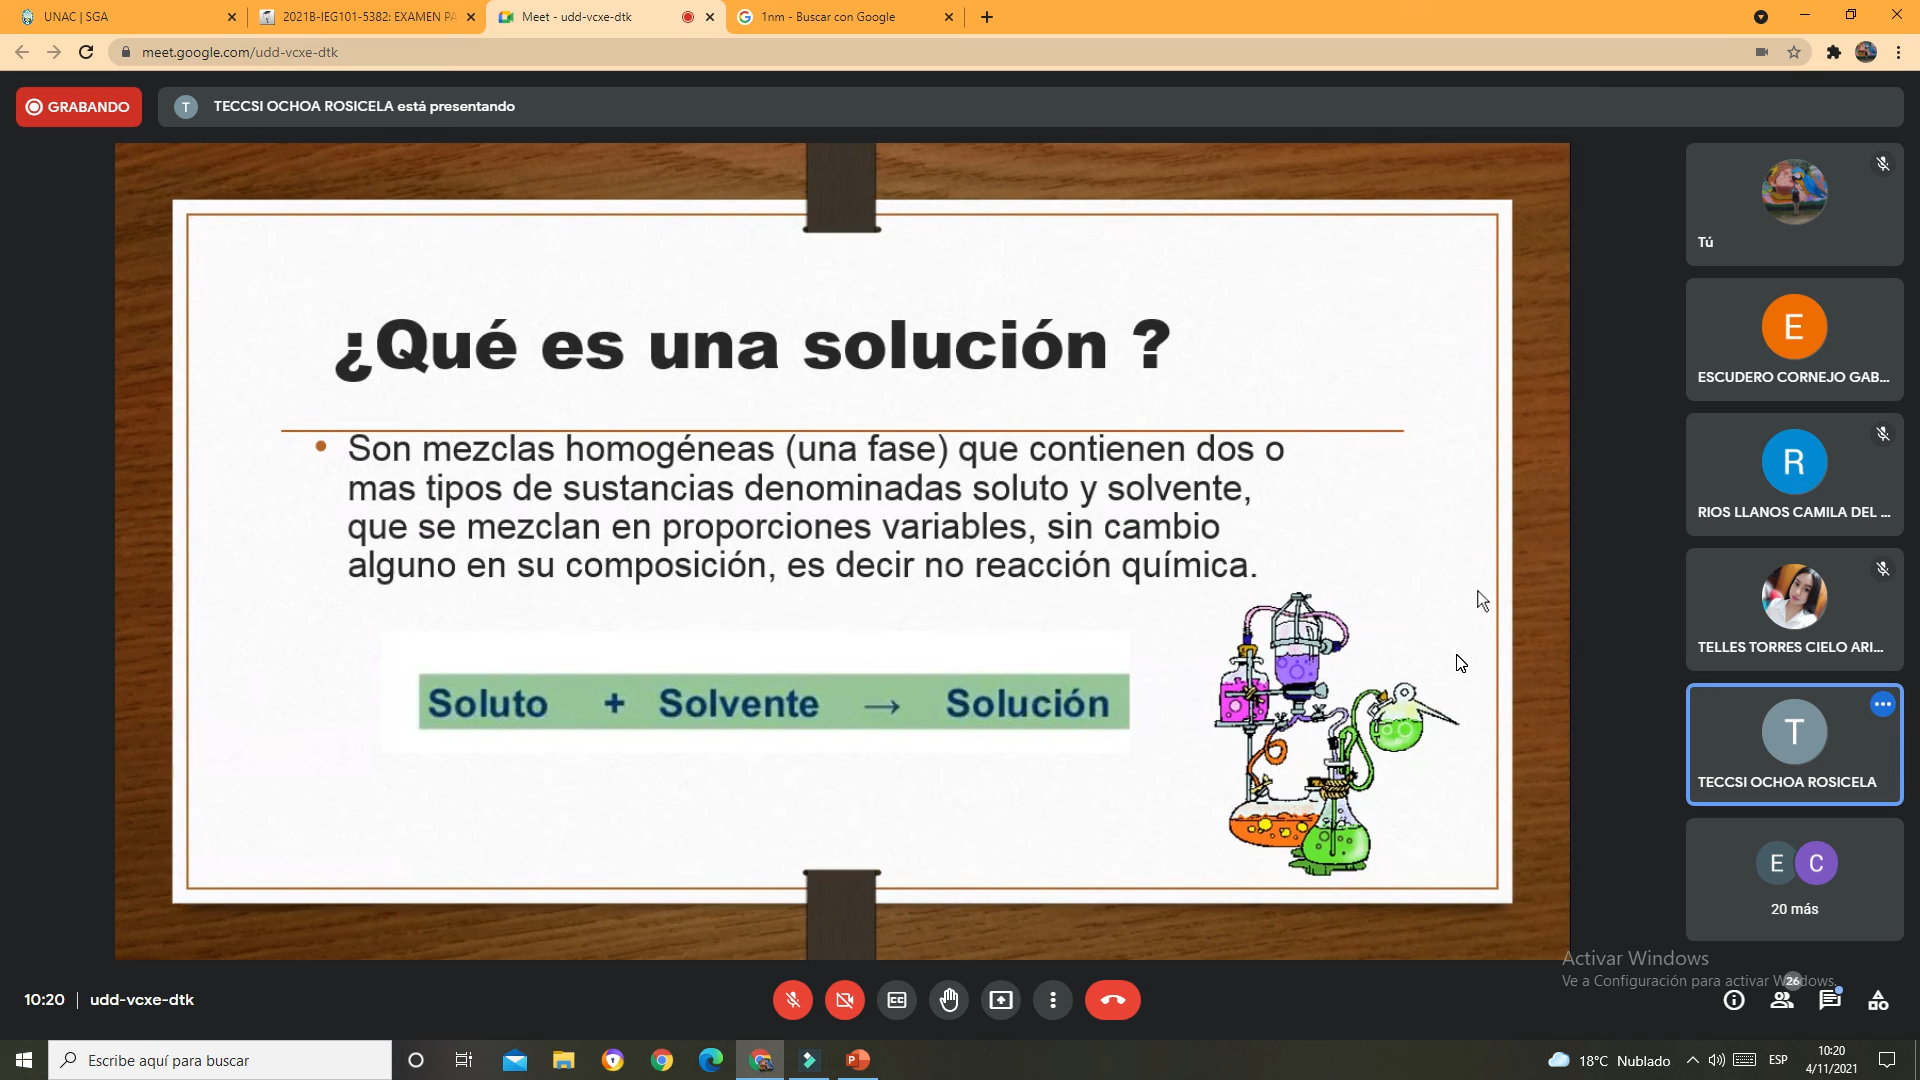 UNAC | SGA
2021B-IEG101-5382: EXAMEN PA
Meet - udd-vcxe-dtk
1nm - Buscar con Google
meet.google.com/udd-vcxe-dtk
GRABANDO
T
TECCSI OCHOA ROSICELA está presentando
¿Qué es una solución ?
• Son mezclas homogéneas (una fase) que contienen dos o
mas tipos de sustancias denominadas soluto y solvente,
que se mezclan en proporciones variables, sin cambio
alguno en su composición, es decir no reacción química.
Soluto + Solvente → Solución
Tú
E
ESCUDERO CORNEJO GAB...
R
RIOS LLANOS CAMILA DEL ...
TELLES TORRES CIELO ARI...
T
TECCSI OCHOA ROSICELA
E C
20 más
Activar Windows
Ve a Configuración para activar Windows.
10:20 | udd-vcxe-dtk
26
Escribe aquí para buscar
18°C Nublado
ESP
10:20
4/11/2021